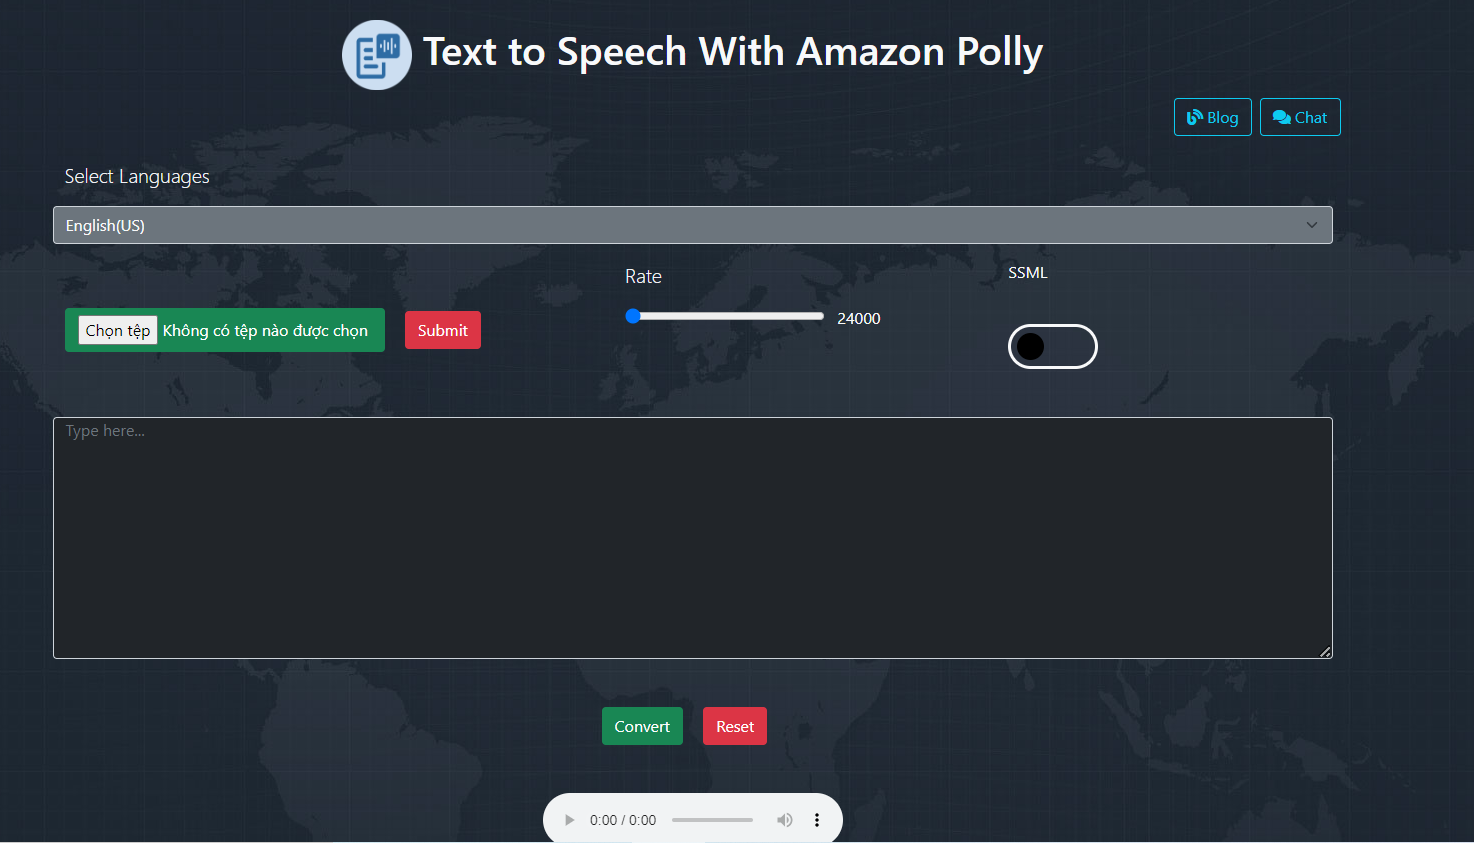 Text to Speech With Amazon Polly
Blog
Chat
Select Languages
English(US)
Rate
SSML
24000
Chọn tệp Không có tệp nào được chọn
Submit
Type here...
Convert
Reset
0:00 / 0:00